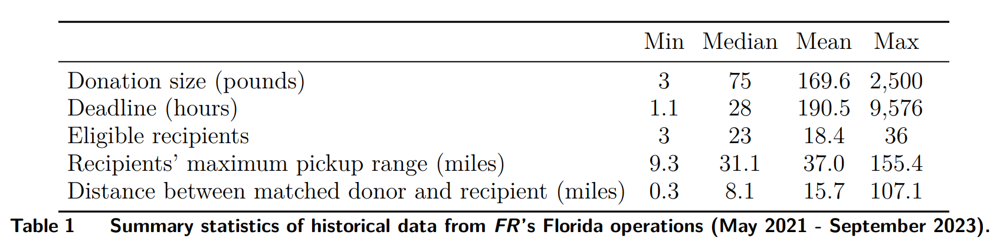 Min Median Mean Max
Donation size (pounds) 3 75 169.6 2,500
Deadline (hours) 1.1 28 190.5 9,576
Eligible recipients 3 23 18.4 36
Recipients’ maximum pickup range (miles) 9.3 31.1 37.0 155.4
Distance between matched donor and recipient (miles) 0.3 8.1 15.7 107.1
Table 1 Summary statistics of historical data from FR’s Florida operations (May 2021 - September 2023).